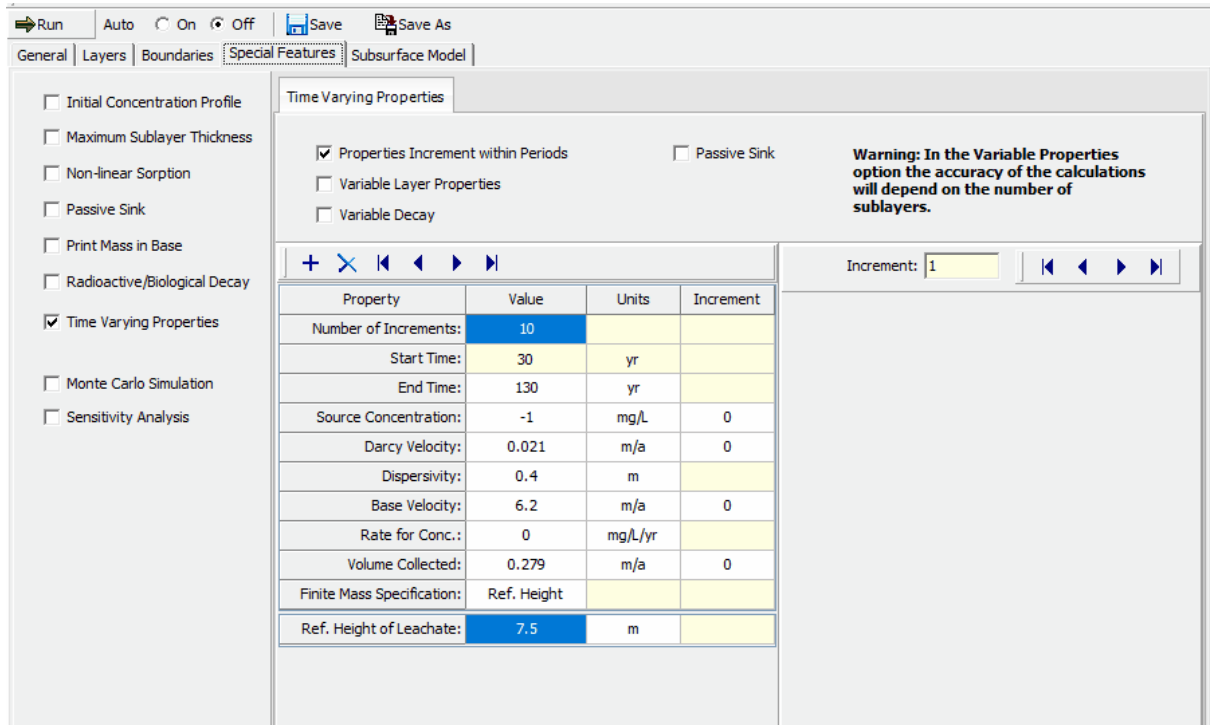 Run Auto On Off Save Save As
General Layers Boundaries Special Features Subsurface Model
Initial Concentration Profile
Maximum Sublayer Thickness
Non-linear Sorption
Passive Sink
Print Mass in Base
Radioactive/Biological Decay
Time Varying Properties
Monte Carlo Simulation
Sensitivity Analysis
Time Varying Properties
Properties Increment within Periods
Variable Layer Properties
Variable Decay
Passive Sink
Warning: In the Variable Properties
option the accuracy of the calculations
will depend on the number of
sublayers.
Increment: 1
Property Value Units Increment
Number of Increments: 10
Start Time: 30 yr
End Time: 130 yr
Source Concentration: -1 mg/L 0
Darcy Velocity: 0.021 m/a 0
Dispersivity: 0.4 m
Base Velocity: 6.2 m/a 0
Rate for Conc.: 0 mg/L/yr
Volume Collected: 0.279 m/a 0
Finite Mass Specification: Ref. Height
Ref. Height of Leachate: 7.5 m